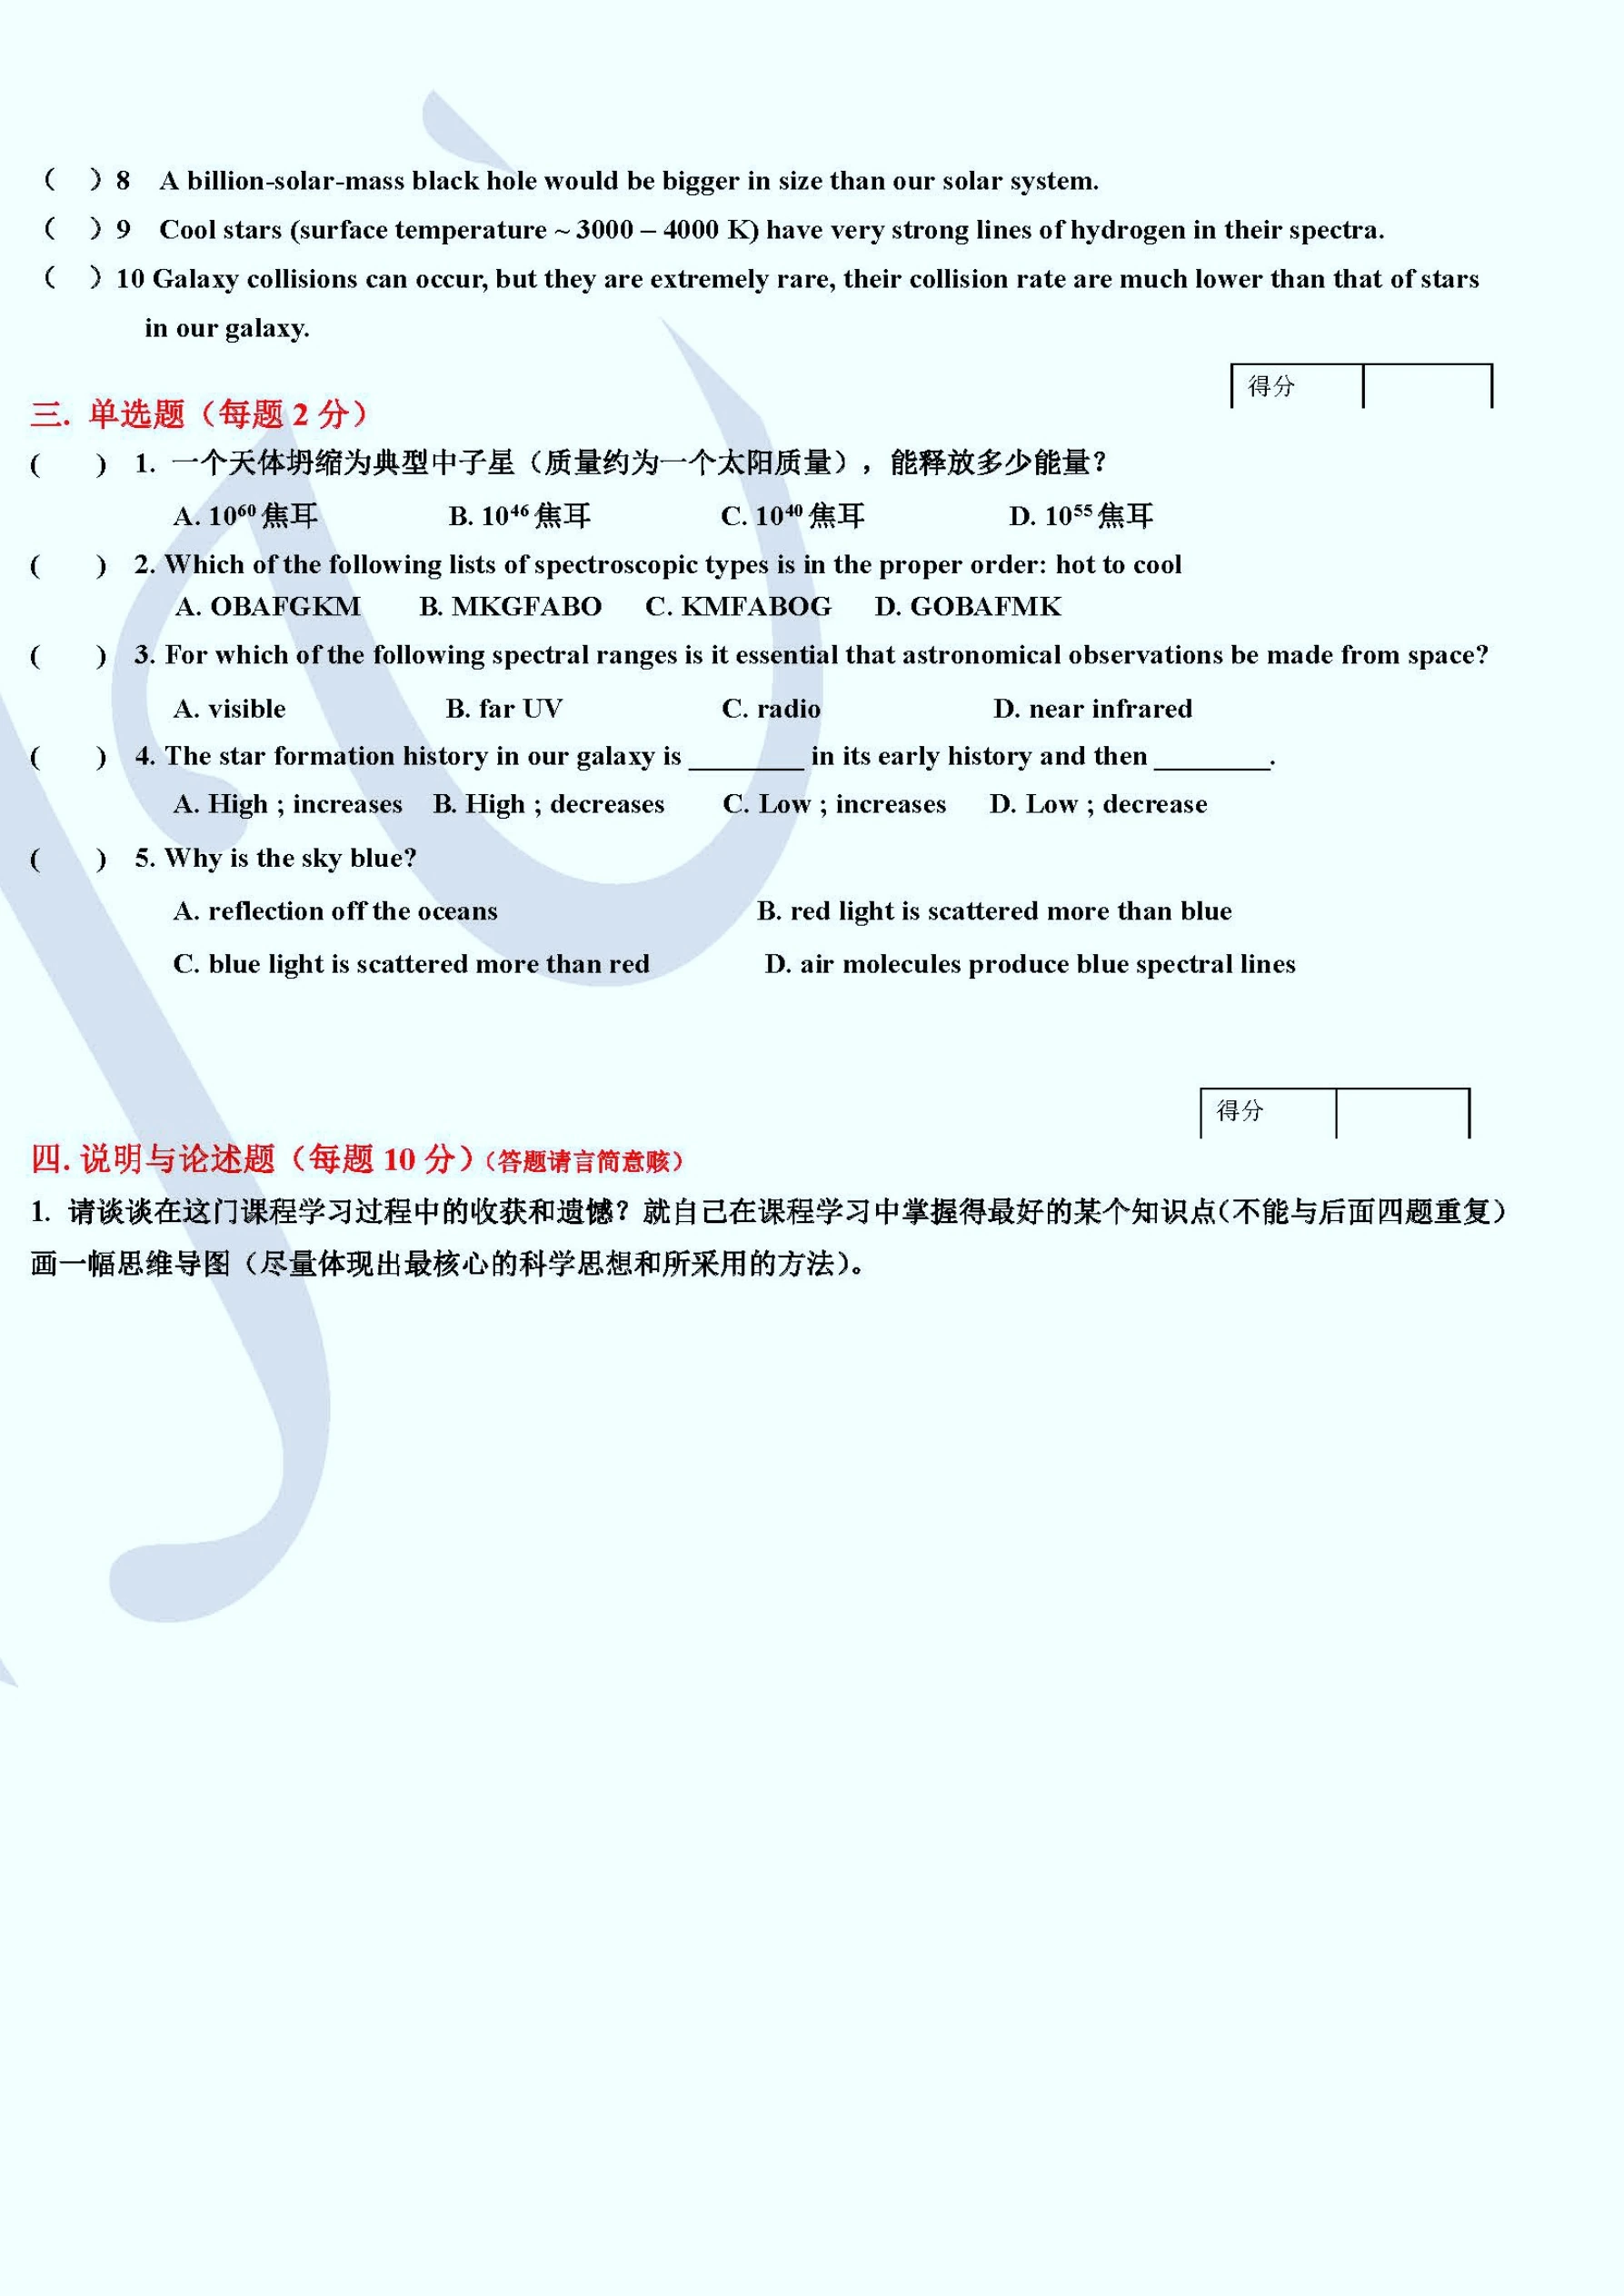 (    ) 8    A billion-solar-mass black hole would be bigger in size than our solar system.
(    ) 9    Cool stars (surface temperature ~ 3000 – 4000 K) have very strong lines of hydrogen in their spectra.
(    ) 10 Galaxy collisions can occur, but they are extremely rare, their collision rate are much lower than that of stars
in our galaxy.
得分
三. 单选题（每题 2 分）
(    ) 1. 一个天体坍缩为典型中子星（质量约为一个太阳质量），能释放多少能量？
A. 10⁶⁰ 焦耳    B. 10⁴⁶ 焦耳    C. 10⁴⁰ 焦耳    D. 10⁵⁵ 焦耳
(    ) 2. Which of the following lists of spectroscopic types is in the proper order: hot to cool
A. OBAFGKM    B. MKGFABO    C. KMFABOG    D. GOBAFMK
(    ) 3. For which of the following spectral ranges is it essential that astronomical observations be made from space?
A. visible    B. far UV    C. radio    D. near infrared
(    ) 4. The star formation history in our galaxy is ________ in its early history and then ________.
A. High ; increases    B. High ; decreases    C. Low ; increases    D. Low ; decrease
(    ) 5. Why is the sky blue?
A. reflection off the oceans    B. red light is scattered more than blue
C. blue light is scattered more than red    D. air molecules produce blue spectral lines
得分
四. 说明与论述题（每题 10 分）（答题请言简意赅）
1. 请谈谈在这门课程学习过程中的收获和遗憾？就自己在课程学习中掌握得最好的某个知识点（不能与后面四题重复）
画一幅思维导图（尽量体现出最核心的科学思想和所采用的方法）。